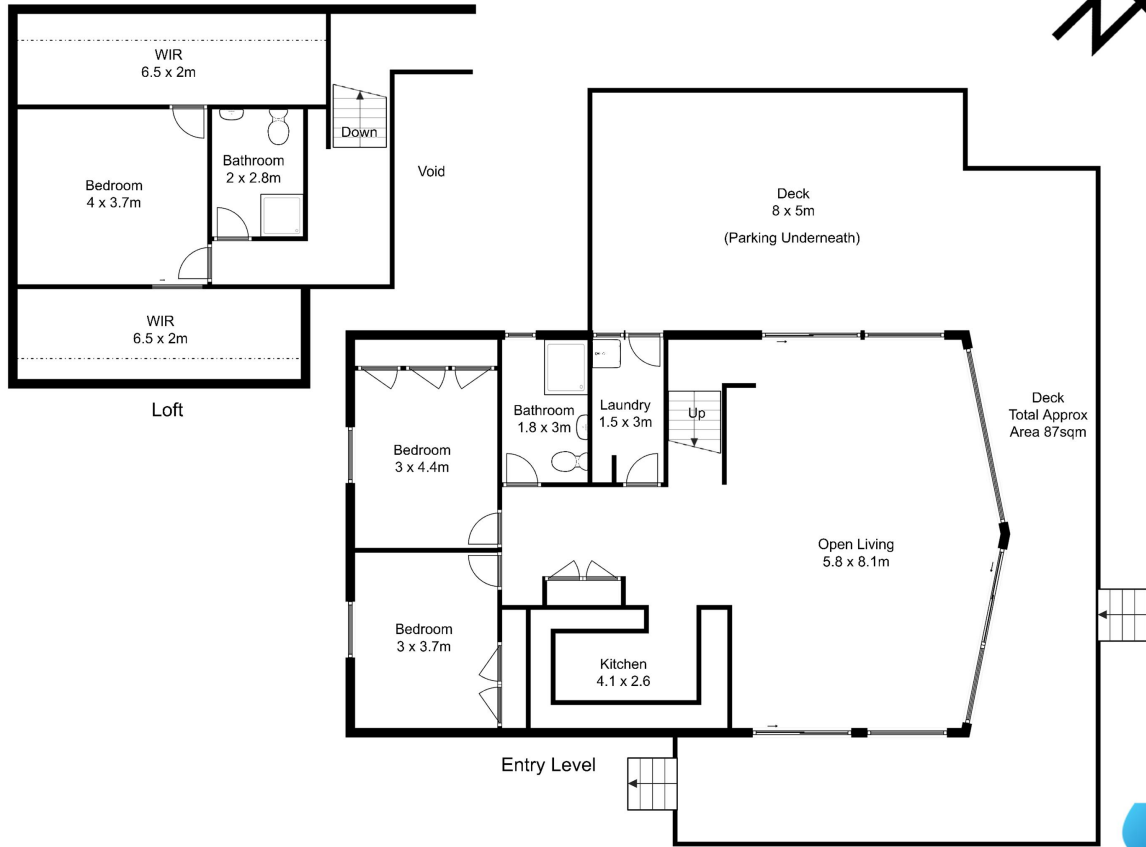 WIR
6.5 x 2m
Down
Bathroom
2 x 2.8m
Bedroom
4 x 3.7m
Void
WIR
6.5 x 2m
Loft
N
Deck
8 x 5m
(Parking Underneath)
Bathroom
1.8 x 3m
Laundry
1.5 x 3m
Up
Deck
Total Approx
Area 87sqm
Bedroom
3 x 4.4m
Open Living
5.8 x 8.1m
Bedroom
3 x 3.7m
Kitchen
4.1 x 2.6
Entry Level